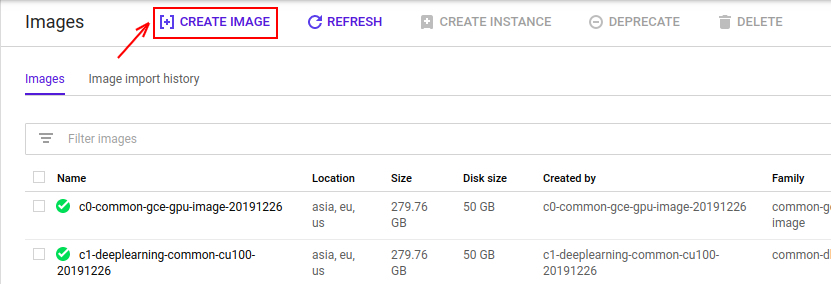 Images CREATE IMAGE REFRESH CREATE INSTANCE DEPRECATE DELETE
Images Image import history
Filter images
Name Location Size Disk size Created by Family
c0-common-gce-gpu-image-20191226 asia, eu, 279.76 50 GB c0-common-gce-gpu-image-20191226 common-g
us GB image
c1-deeplearning-common-cu100- asia, eu, 279.76 50 GB c1-deeplearning-common-cu100- common-d
20191226 us GB 20191226